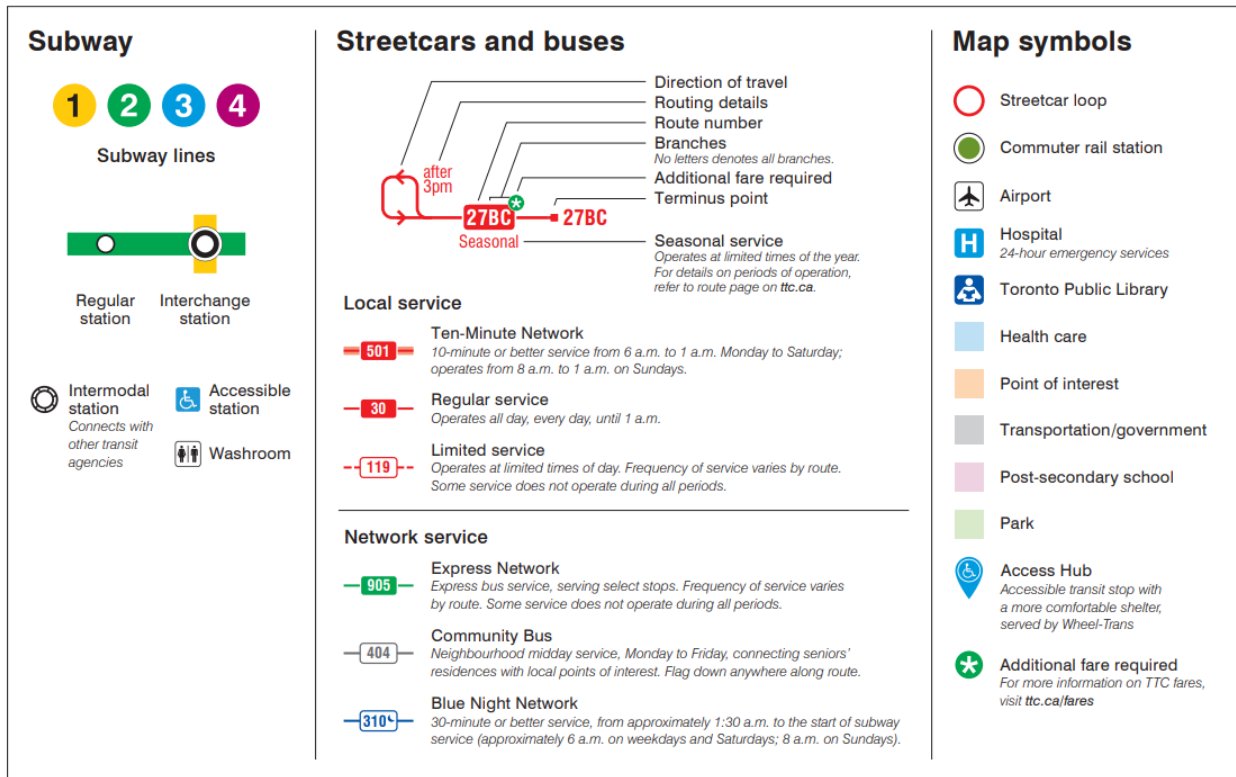 Subway
1 2 3 4
Subway lines
Regular
station
Interchange
station
Intermodal
station
Connects with
other transit
agencies
Accessible
station
Washroom
Streetcars and buses
Direction of travel
Routing details
Route number
Branches
No letters denotes all branches.
Additional fare required
Terminus point
after
3pm
27BC
27BC
Seasonal
Seasonal service
Operates at limited times of the year.
For details on periods of operation,
refer to route page on ttc.ca.
Local service
501
Ten-Minute Network
10-minute or better service from 6 a.m. to 1 a.m. Monday to Saturday;
operates from 8 a.m. to 1 a.m. on Sundays.
30
Regular service
Operates all day, every day, until 1 a.m.
119
Limited service
Operates at limited times of day. Frequency of service varies by route.
Some service does not operate during all periods.
Network service
905
Express Network
Express bus service, serving select stops. Frequency of service varies
by route. Some service does not operate during all periods.
404
Community Bus
Neighbourhood midday service, Monday to Friday, connecting seniors’
residences with local points of interest. Flag down anywhere along route.
310
Blue Night Network
30-minute or better service, from approximately 1:30 a.m. to the start of subway
service (approximately 6 a.m. on weekdays and Saturdays; 8 a.m. on Sundays).
Map symbols
Streetcar loop
Commuter rail station
Airport
H
Hospital
24-hour emergency services
Toronto Public Library
Health care
Point of interest
Transportation/government
Post-secondary school
Park
Access Hub
Accessible transit stop with
a more comfortable shelter,
served by Wheel-Trans
Additional fare required
For more information on TTC fares,
visit ttc.ca/fares